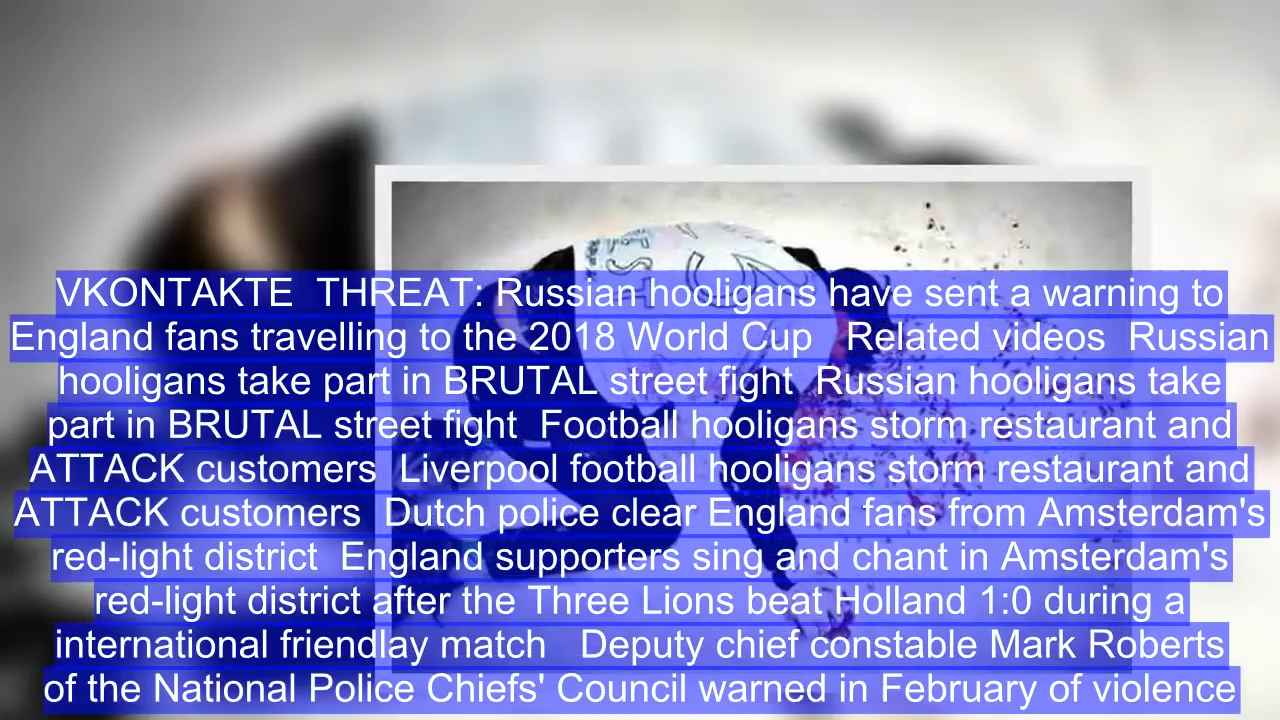 VKONTAKTE  THREAT: Russian hooligans have sent a warning to
England fans travelling to the 2018 World Cup   Related videos  Russian
hooligans take part in BRUTAL street fight  Russian hooligans take
part in BRUTAL street fight  Football hooligans storm restaurant and
ATTACK customers  Liverpool football hooligans storm restaurant and
ATTACK customers  Dutch police clear England fans from Amsterdam's
red-light district  England supporters sing and chant in Amsterdam's
red-light district after the Three Lions beat Holland 1:0 during a
international friendlay match   Deputy chief constable Mark Roberts
of the National Police Chiefs' Council warned in February of violence